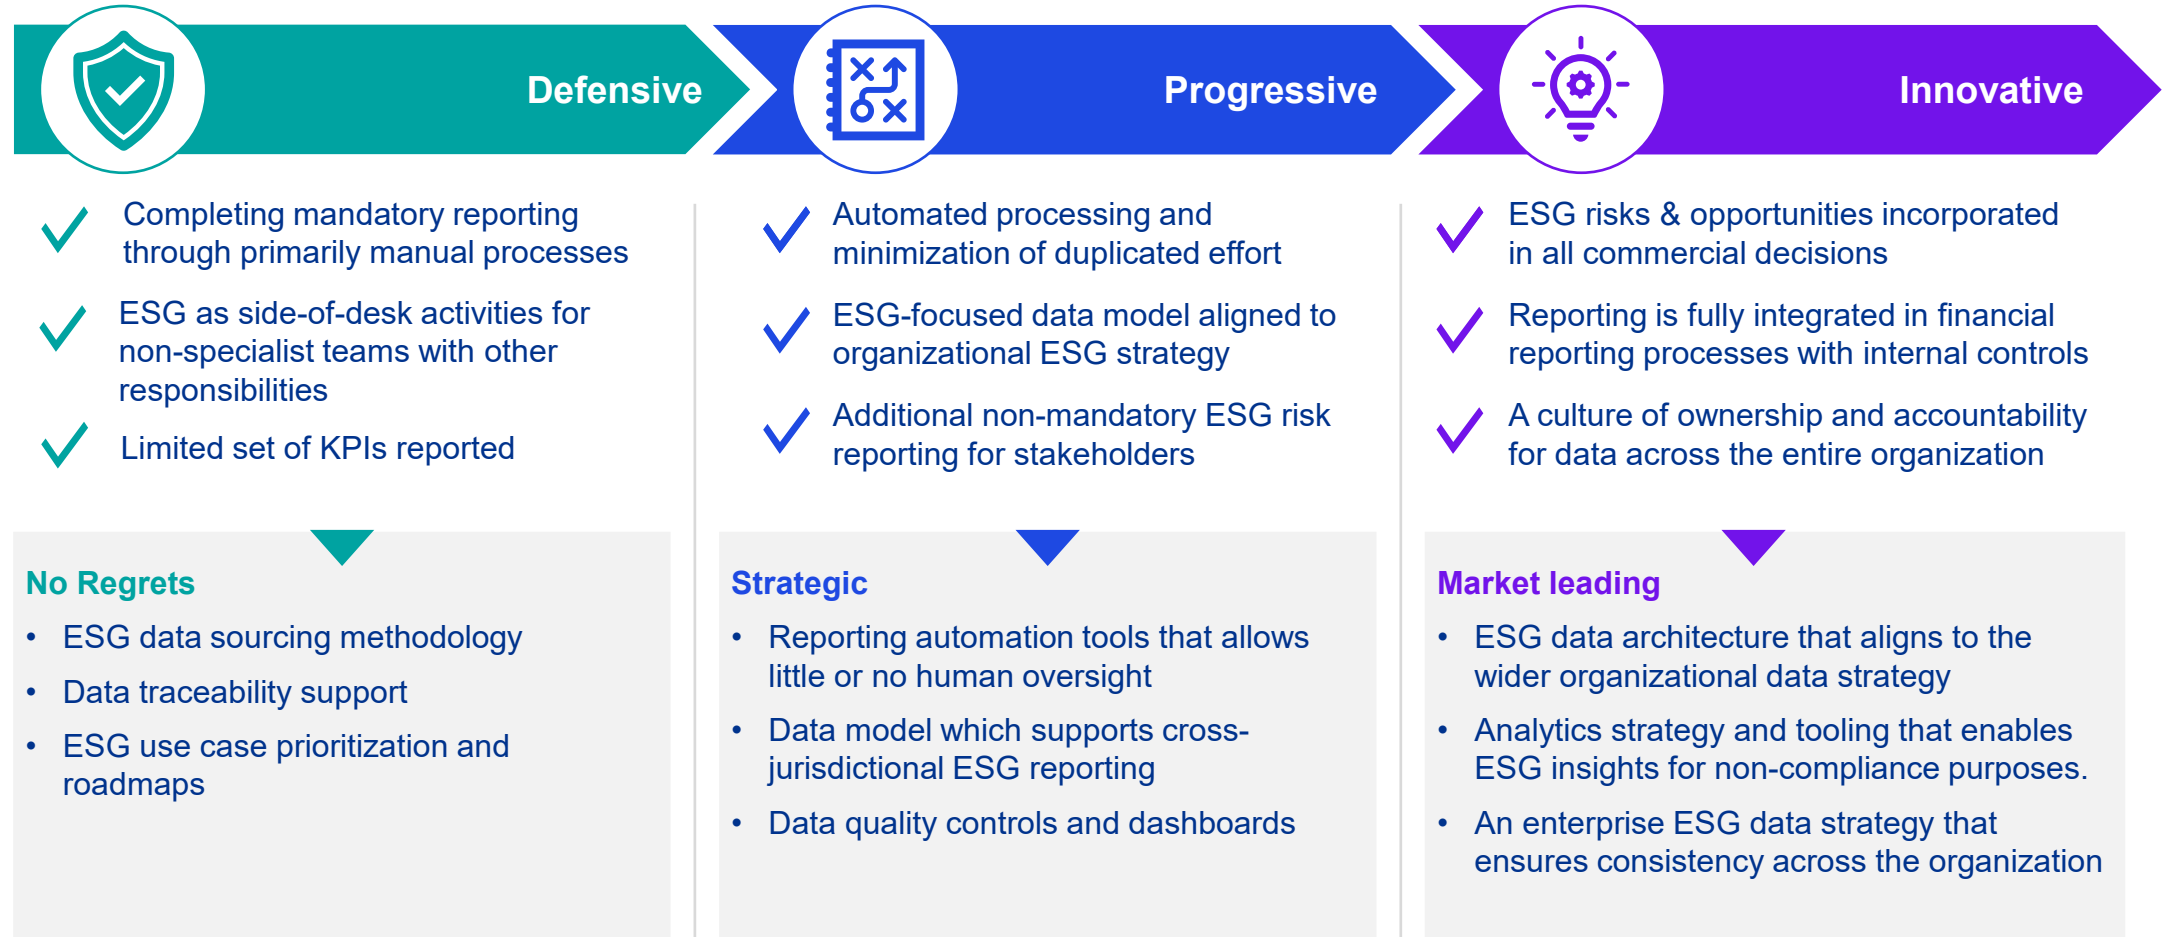 Defensive
Progressive
Innovative
Completing mandatory reporting
through primarily manual processes
ESG as side-of-desk activities for
non-specialist teams with other
responsibilities
Limited set of KPIs reported
Automated processing and
minimization of duplicated effort
ESG-focused data model aligned to
organizational ESG strategy
Additional non-mandatory ESG risk
reporting for stakeholders
ESG risks & opportunities incorporated
in all commercial decisions
Reporting is fully integrated in financial
reporting processes with internal controls
A culture of ownership and accountability
for data across the entire organization
No Regrets
• ESG data sourcing methodology
• Data traceability support
• ESG use case prioritization and
roadmaps
Strategic
• Reporting automation tools that allows
little or no human oversight
• Data model which supports cross-
jurisdictional ESG reporting
• Data quality controls and dashboards
Market leading
• ESG data architecture that aligns to the
wider organizational data strategy
• Analytics strategy and tooling that enables
ESG insights for non-compliance purposes.
• An enterprise ESG data strategy that
ensures consistency across the organization